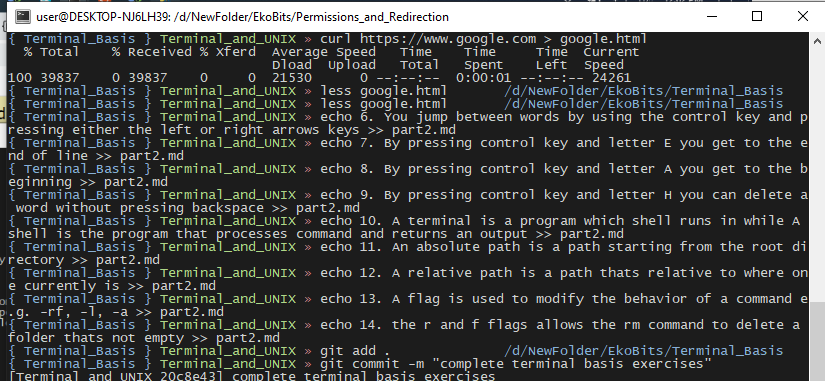 user@DESKTOP-NJ6LH39: /d/NewFolder/EkoBits/Permissions_and_Redirection
{ Terminal_Basis } Terminal_and_UNIX » curl https://www.google.com > google.html
% Total % Received % Xferd Average Speed Time Time Time Current
Dload Upload Total Spent Left Speed
100 39837 0 39837 0 0 21530 0 --:--:-- 0:00:01 --:--:-- 24261
{ Terminal_Basis } Terminal_and_UNIX » less google.html /d/NewFolder/EkoBits/Terminal_Basis
{ Terminal_Basis } Terminal_and_UNIX » less google.html /d/NewFolder/EkoBits/Terminal_Basis
{ Terminal_Basis } Terminal_and_UNIX » echo 6. You jump between words by using the control key and p
ressing either the left or right arrows keys >> part2.md
{ Terminal_Basis } Terminal_and_UNIX » echo 7. By pressing control key and letter E you get to the e
nd of line >> part2.md
{ Terminal_Basis } Terminal_and_UNIX » echo 8. By pressing control key and letter A you get to the b
eginning >> part2.md
{ Terminal_Basis } Terminal_and_UNIX » echo 9. By pressing control key and letter H you can delete a
word without pressing backspace >> part2.md
{ Terminal_Basis } Terminal_and_UNIX » echo 10. A terminal is a program which shell runs in while A
shell is the program that processes command and returns an output >> part2.md
{ Terminal_Basis } Terminal_and_UNIX » echo 11. An absolute path is a path starting from the root di
rectory >> part2.md
{ Terminal_Basis } Terminal_and_UNIX » echo 12. A relative path is a path thats relative to where on
e currently is >> part2.md
{ Terminal_Basis } Terminal_and_UNIX » echo 13. A flag is used to modify the behavior of a command e
.g. -rf, -l, -a >> part2.md
{ Terminal_Basis } Terminal_and_UNIX » echo 14. the r and f flags allows the rm command to delete a
folder thats not empty >> part2.md
{ Terminal_Basis } Terminal_and_UNIX » git add . /d/NewFolder/EkoBits/Terminal_Basis
{ Terminal_Basis } Terminal_and_UNIX » git commit -m "complete terminal basis exercises"
[Terminal_and_UNIX 20c8e43] complete terminal basis exercises